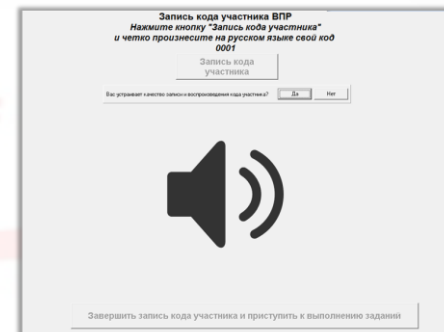 Запись кода участника ВПР
Нажмите кнопку "Запись кода участника"
и четко произнесите на русском языке свой код
0001
Запись кода
участника
Вас устраивает качество записи и воспроизведения кода участника? Да Нет
Завершить запись кода участника и приступить к выполнению заданий